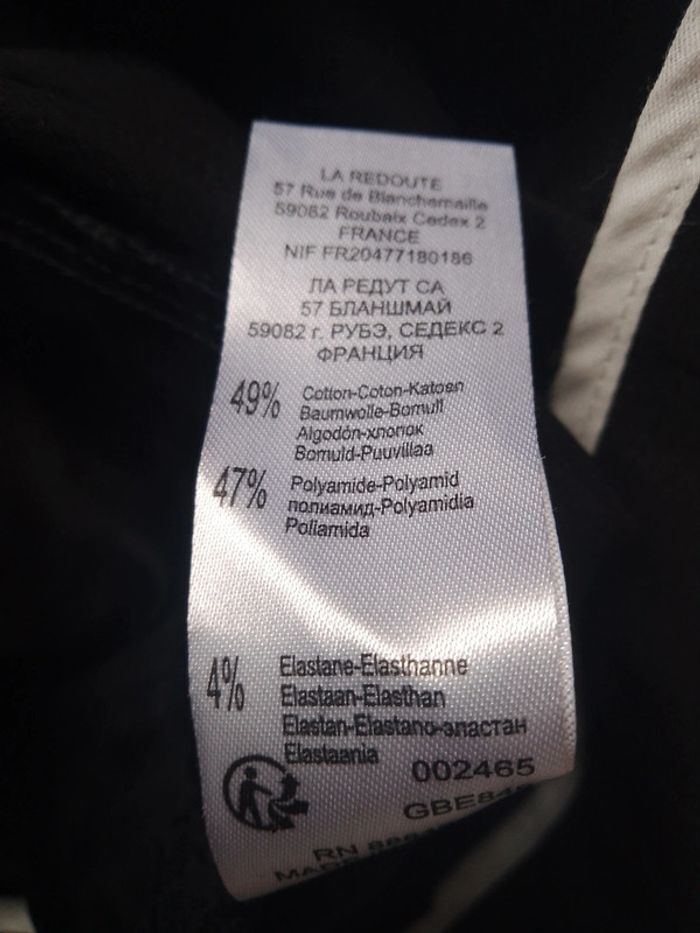 LA REDOUTE
57 Rue de Blanchemaille
59082 Roubaix Cedex 2
FRANCE
NIF FR20477180186
ЛА РЕДУТ СА
57 БЛАНШМАЙ
59082 г. РУБЭ, СЕДЕКС 2
ФРАНЦИЯ
49% Cotton-Coton-Katoen
Baumwolle-Bomull
Algodón-хлопок
Bomuld-Puuvillaa
47% Polyamide-Polyamid
полиамид-Polyamidia
Poliamida
4% Elastane-Elasthanne
Elastaan-Elasthan
Elastan-Elastano-эластан
Elastaania
002465
RN